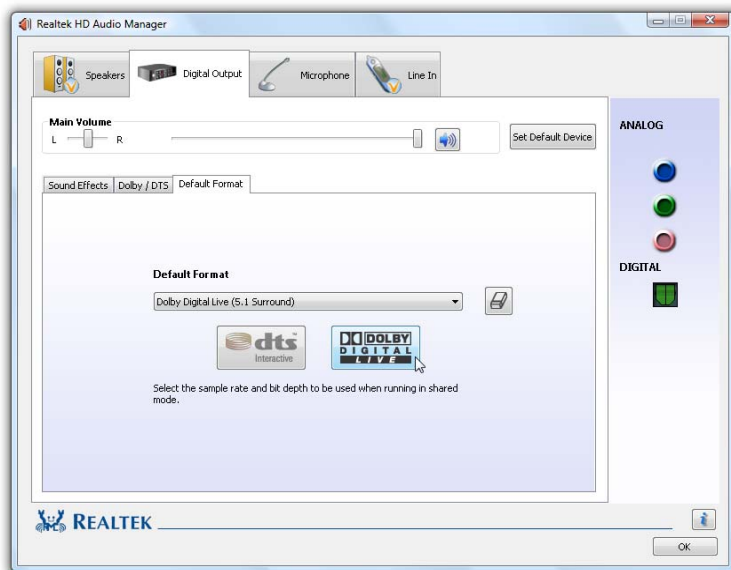 Realtek HD Audio Manager
Speakers
Digital Output
Microphone
Line In
Main Volume
L
R
Set Default Device
ANALOG
Sound Effects
Dolby / DTS
Default Format
DIGITAL
Default Format
Dolby Digital Live (5.1 Surround)
dts
Interactive
DOLBY
DIGITAL
LIVE
Select the sample rate and bit depth to be used when running in shared
mode.
REALTEK
OK